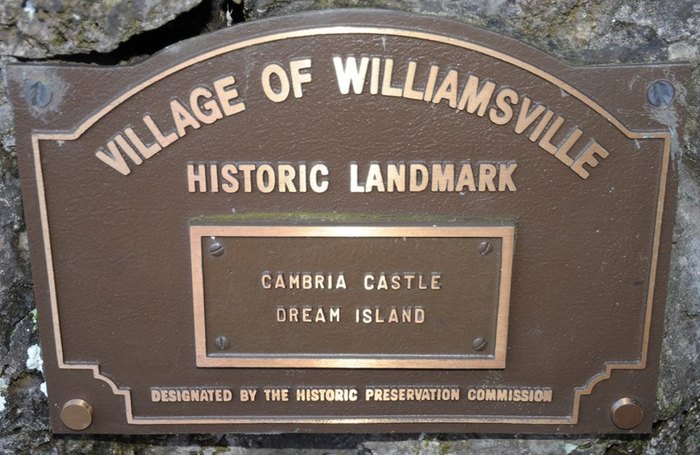 VILLAGE OF WILLIAMSVILLE
HISTORIC LANDMARK
CAMBRIA CASTLE
DREAM ISLAND
DESIGNATED BY THE HISTORIC PRESERVATION COMMISSION